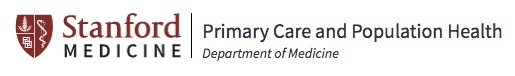 Stanford
MEDICINE
Primary Care and Population Health
Department of Medicine